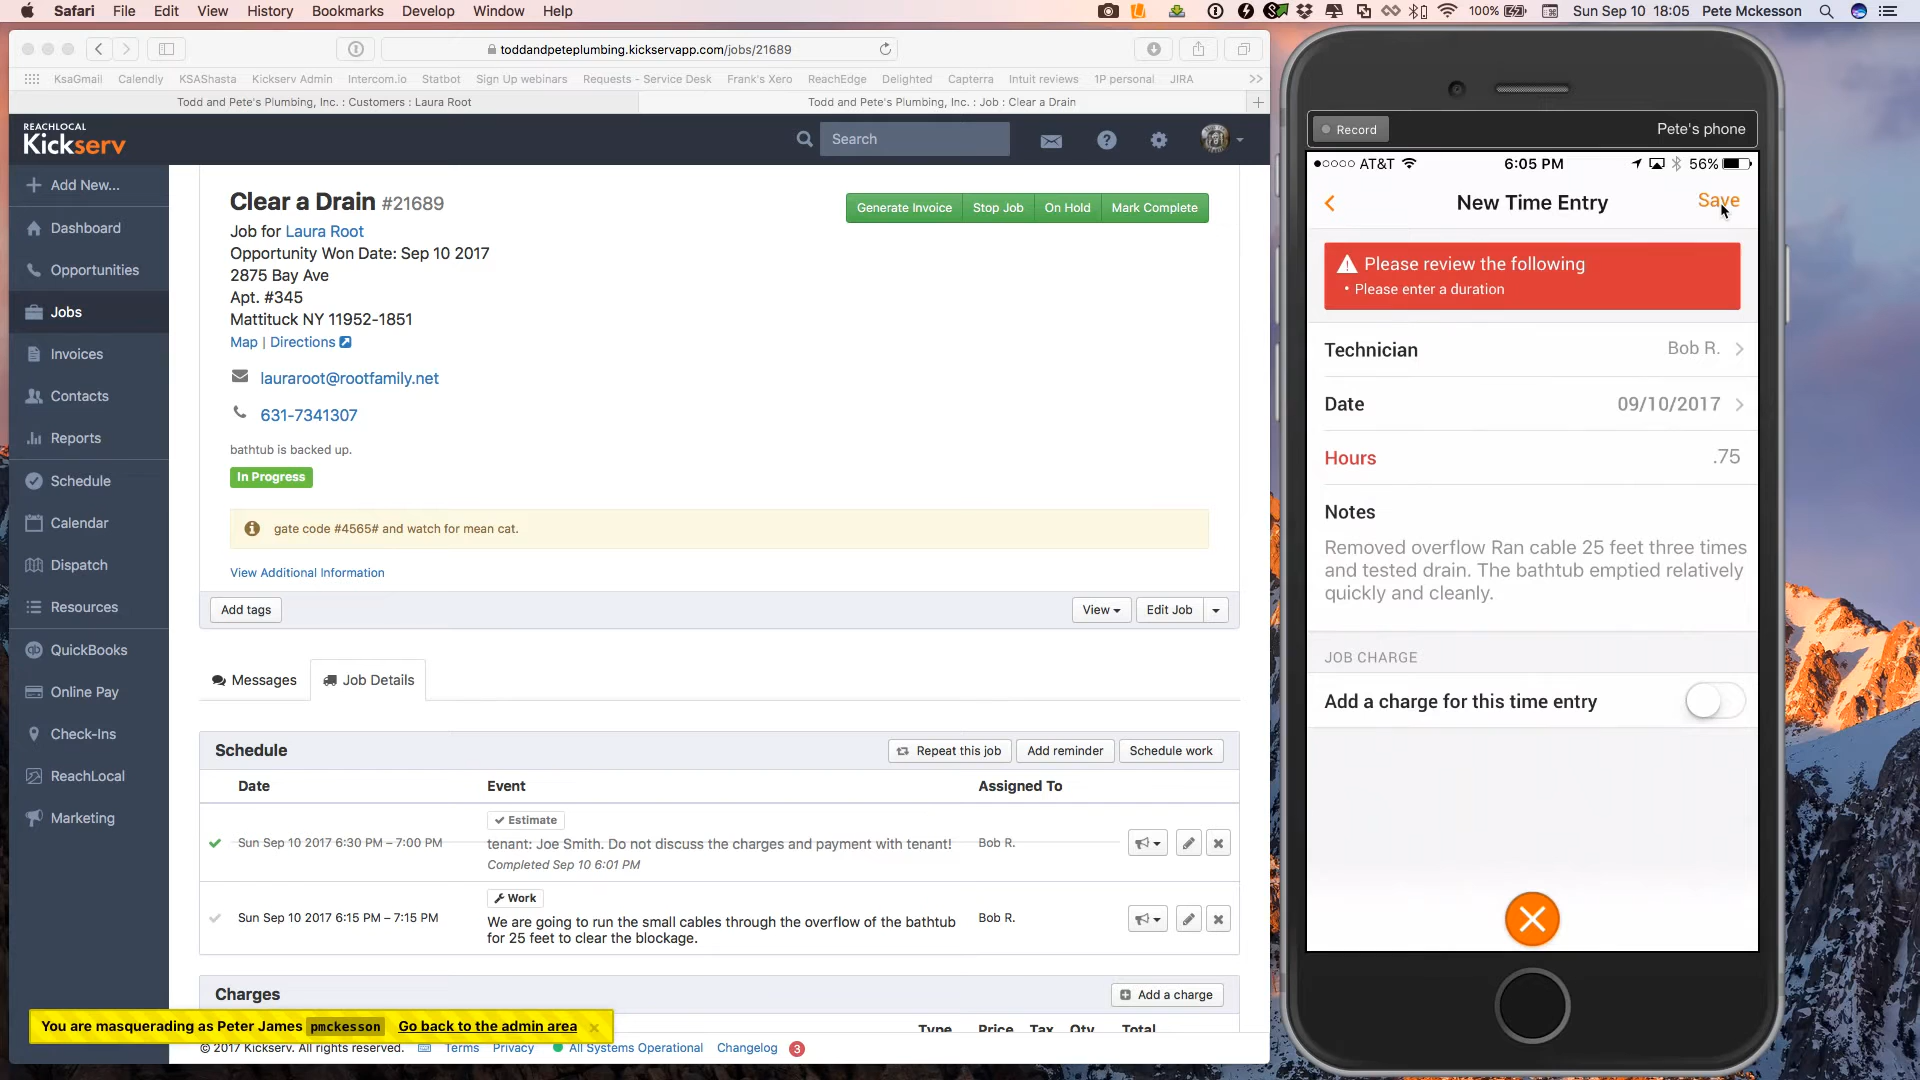 Safari File Edit View History Bookmarks Develop Window Help
100% Sun Sep 10 18:05 Pete Mckesson
toddandpeteplumbing.kickservapp.com/jobs/21689
KsaGmail Calendly KSAShasta Kickserv Admin Intercom.io Statbot Sign Up webinars Requests - Service Desk Frank's Xero ReachEdge Delighted Capterra Intuit reviews 1P personal JIRA >>
Todd and Pete's Plumbing, Inc. : Customers : Laura Root
Todd and Pete's Plumbing, Inc. : Job : Clear a Drain
REACHLOCAL
Kickserv
Search
Add New...
Dashboard
Opportunities
Jobs
Invoices
Contacts
Reports
Schedule
Calendar
Dispatch
Resources
QuickBooks
Online Pay
Check-Ins
ReachLocal
Marketing
Clear a Drain #21689
Generate Invoice Stop Job On Hold Mark Complete
Job for Laura Root
Opportunity Won Date: Sep 10 2017
2875 Bay Ave
Apt. #345
Mattituck NY 11952-1851
Map | Directions
lauraroot@rootfamily.net
631-7341307
bathtub is backed up.
In Progress
gate code #4565# and watch for mean cat.
View Additional Information
Add tags
View Edit Job
Messages Job Details
Schedule
Repeat this job Add reminder Schedule work
Date Event Assigned To
Estimate
Sun Sep 10 2017 6:30 PM – 7:00 PM tenant: Joe Smith. Do not discuss the charges and payment with tenant! Bob R.
Completed Sep 10 6:01 PM
Work
Sun Sep 10 2017 6:15 PM – 7:15 PM We are going to run the small cables through the overflow of the bathtub Bob R.
for 25 feet to clear the blockage.
Charges
Add a charge
Type Price Tax Qty Total
You are masquerading as Peter James pmckesson Go back to the admin area ×
© 2017 Kickserv. All rights reserved. Terms Privacy All Systems Operational Changelog 3
Record Pete's phone
AT&T 6:05 PM 56%
New Time Entry Save
Please review the following
• Please enter a duration
Technician Bob R.
Date 09/10/2017
Hours .75
Notes
Removed overflow Ran cable 25 feet three times
and tested drain. The bathtub emptied relatively
quickly and cleanly.
JOB CHARGE
Add a charge for this time entry